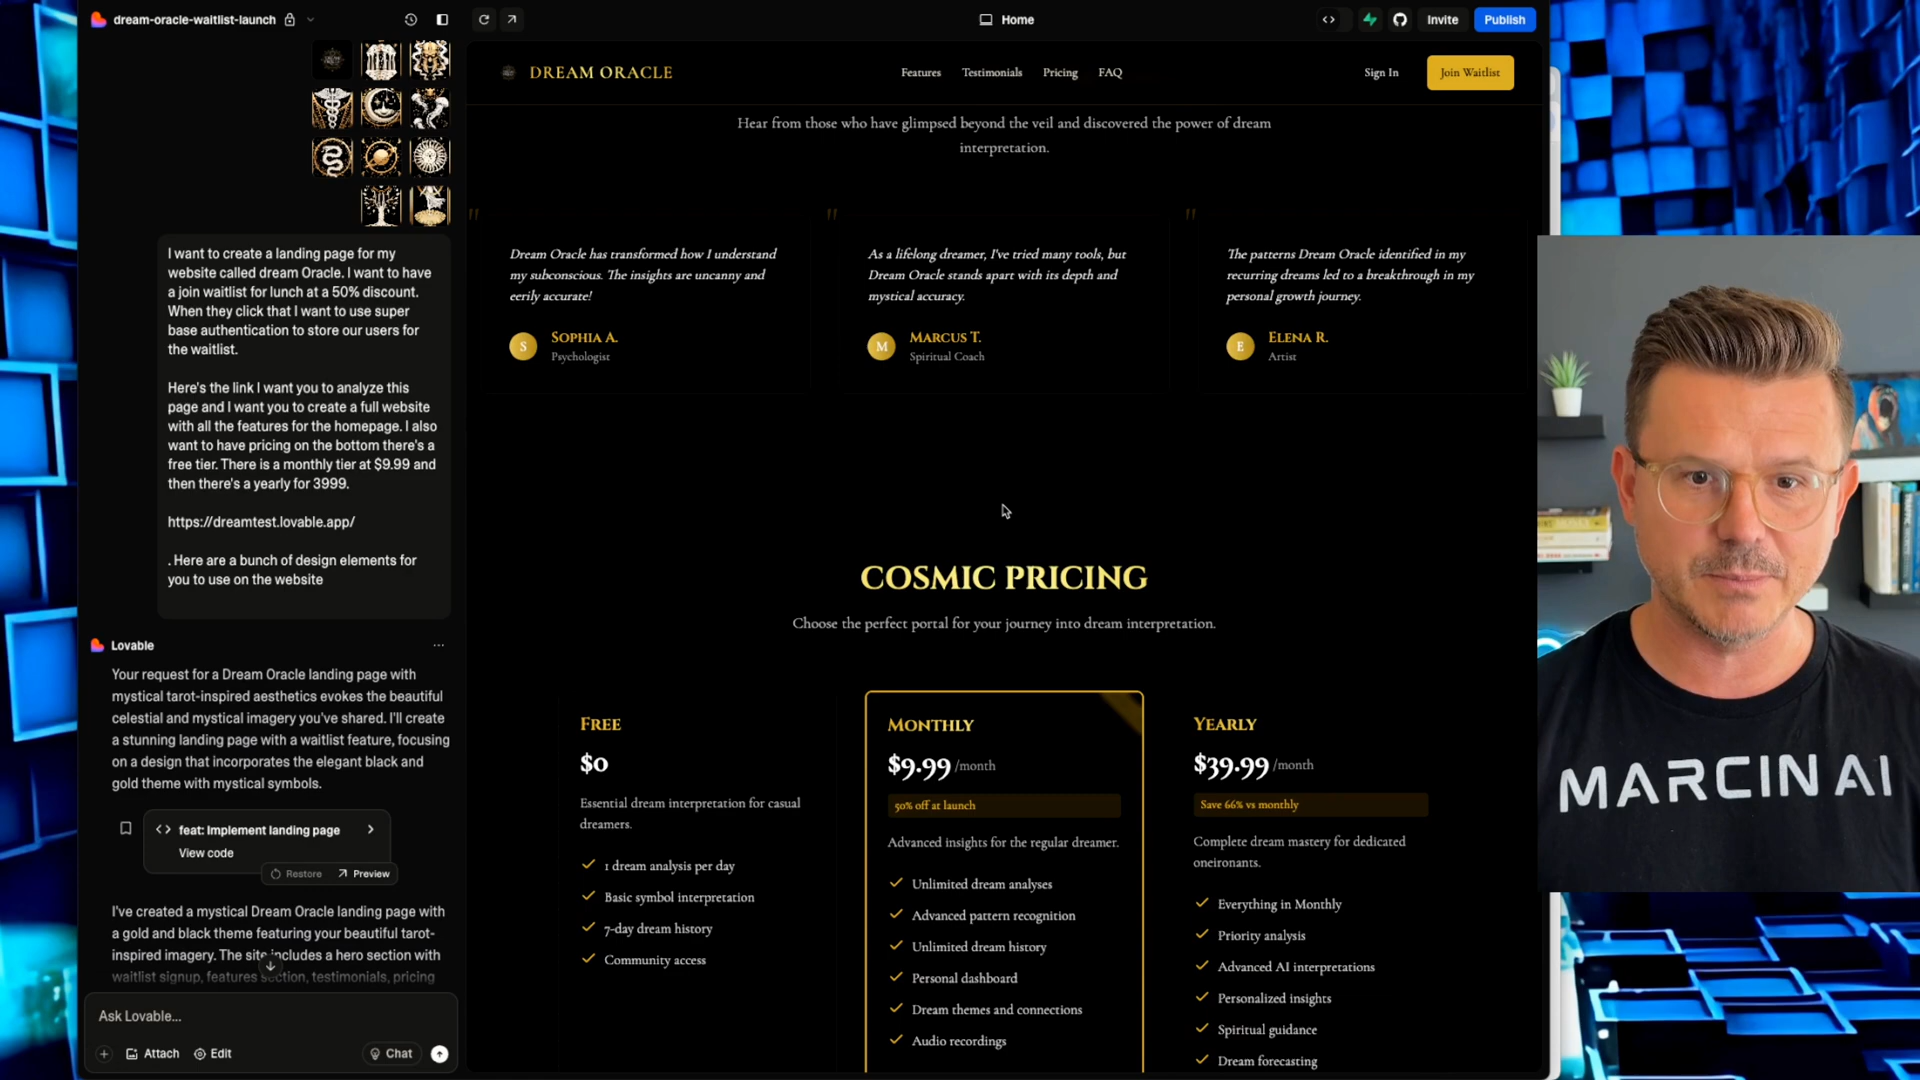 dream-oracle-waitlist-launch
Home
Invite
Publish
I want to create a landing page for my
website called dream Oracle. I want to have
a join waitlist for lunch at a 50% discount.
When they click that I want to use super
base authentication to store our users for
the waitlist.
Here's the link I want you to analyze this
page and I want you to create a full website
with all the features for the homepage. I also
want to have pricing on the bottom there's a
free tier. There is a monthly tier at $9.99 and
then there's a yearly for 3999.
https://dreamtest.lovable.app/
. Here are a bunch of design elements for
you to use on the website
Lovable
Your request for a Dream Oracle landing page with
mystical tarot-inspired aesthetics evokes the beautiful
celestial and mystical imagery you've shared. I'll create
a stunning landing page with a waitlist feature, focusing
on a design that incorporates the elegant black and
gold theme with mystical symbols.
feat: Implement landing page
View code
Restore
Preview
I've created a mystical Dream Oracle landing page with
a gold and black theme featuring your beautiful tarot-
inspired imagery. The site includes a hero section with
waitlist signup, features section, testimonials, pricing
Ask Lovable...
Attach
Edit
Chat
DREAM ORACLE
Features
Testimonials
Pricing
FAQ
Sign In
Join Waitlist
Hear from those who have glimpsed beyond the veil and discovered the power of dream
interpretation.
"
Dream Oracle has transformed how I understand
my subconscious. The insights are uncanny and
eerily accurate!
S
SOPHIA A.
Psychologist
"
As a lifelong dreamer, I've tried many tools, but
Dream Oracle stands apart with its depth and
mystical accuracy.
M
MARCUS T.
Spiritual Coach
"
The patterns Dream Oracle identified in my
recurring dreams led to a breakthrough in my
personal growth journey.
E
ELENA R.
Artist
COSMIC PRICING
Choose the perfect portal for your journey into dream interpretation.
FREE
$0
Essential dream interpretation for casual
dreamers.
1 dream analysis per day
Basic symbol interpretation
7-day dream history
Community access
MONTHLY
$9.99 /month
50% off at launch
Advanced insights for the regular dreamer.
Unlimited dream analyses
Advanced pattern recognition
Unlimited dream history
Personal dashboard
Dream themes and connections
Audio recordings
YEARLY
$39.99 /month
Save 66% vs monthly
Complete dream mastery for dedicated
oneironants.
Everything in Monthly
Priority analysis
Advanced AI interpretations
Personalized insights
Spiritual guidance
Dream forecasting
MARCIN AI